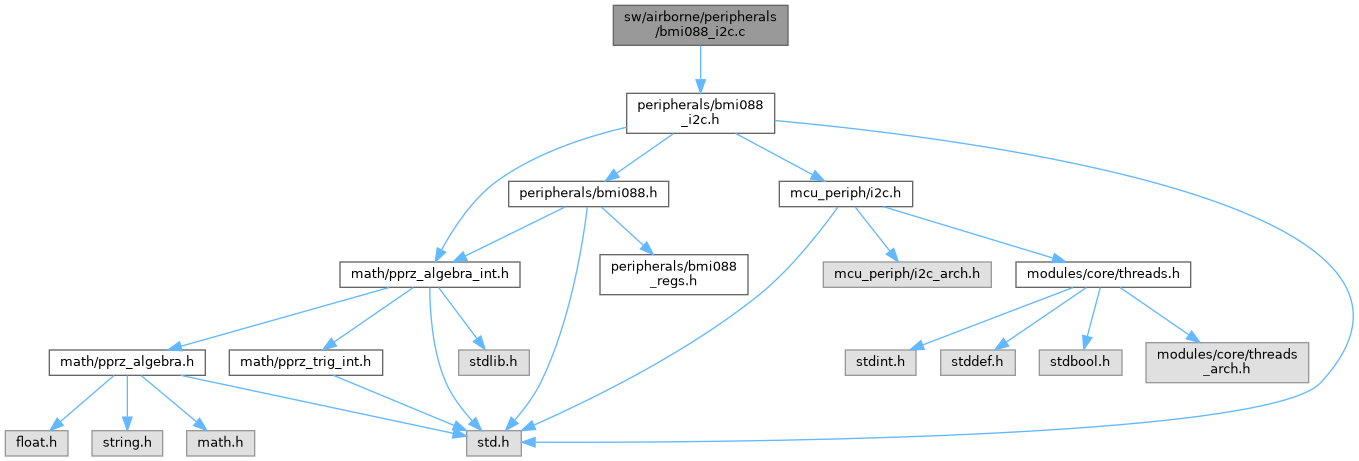 sw/airborne/peripherals
/bmi088_i2c.c
peripherals/bmi088
_i2c.h
peripherals/bmi088.h
mcu_periph/i2c.h
math/pprz_algebra_int.h
peripherals/bmi088
_regs.h
mcu_periph/i2c_arch.h
modules/core/threads.h
math/pprz_algebra.h
math/pprz_trig_int.h
stdlib.h
stdint.h
stddef.h
stdbool.h
modules/core/threads
_arch.h
float.h
string.h
math.h
std.h